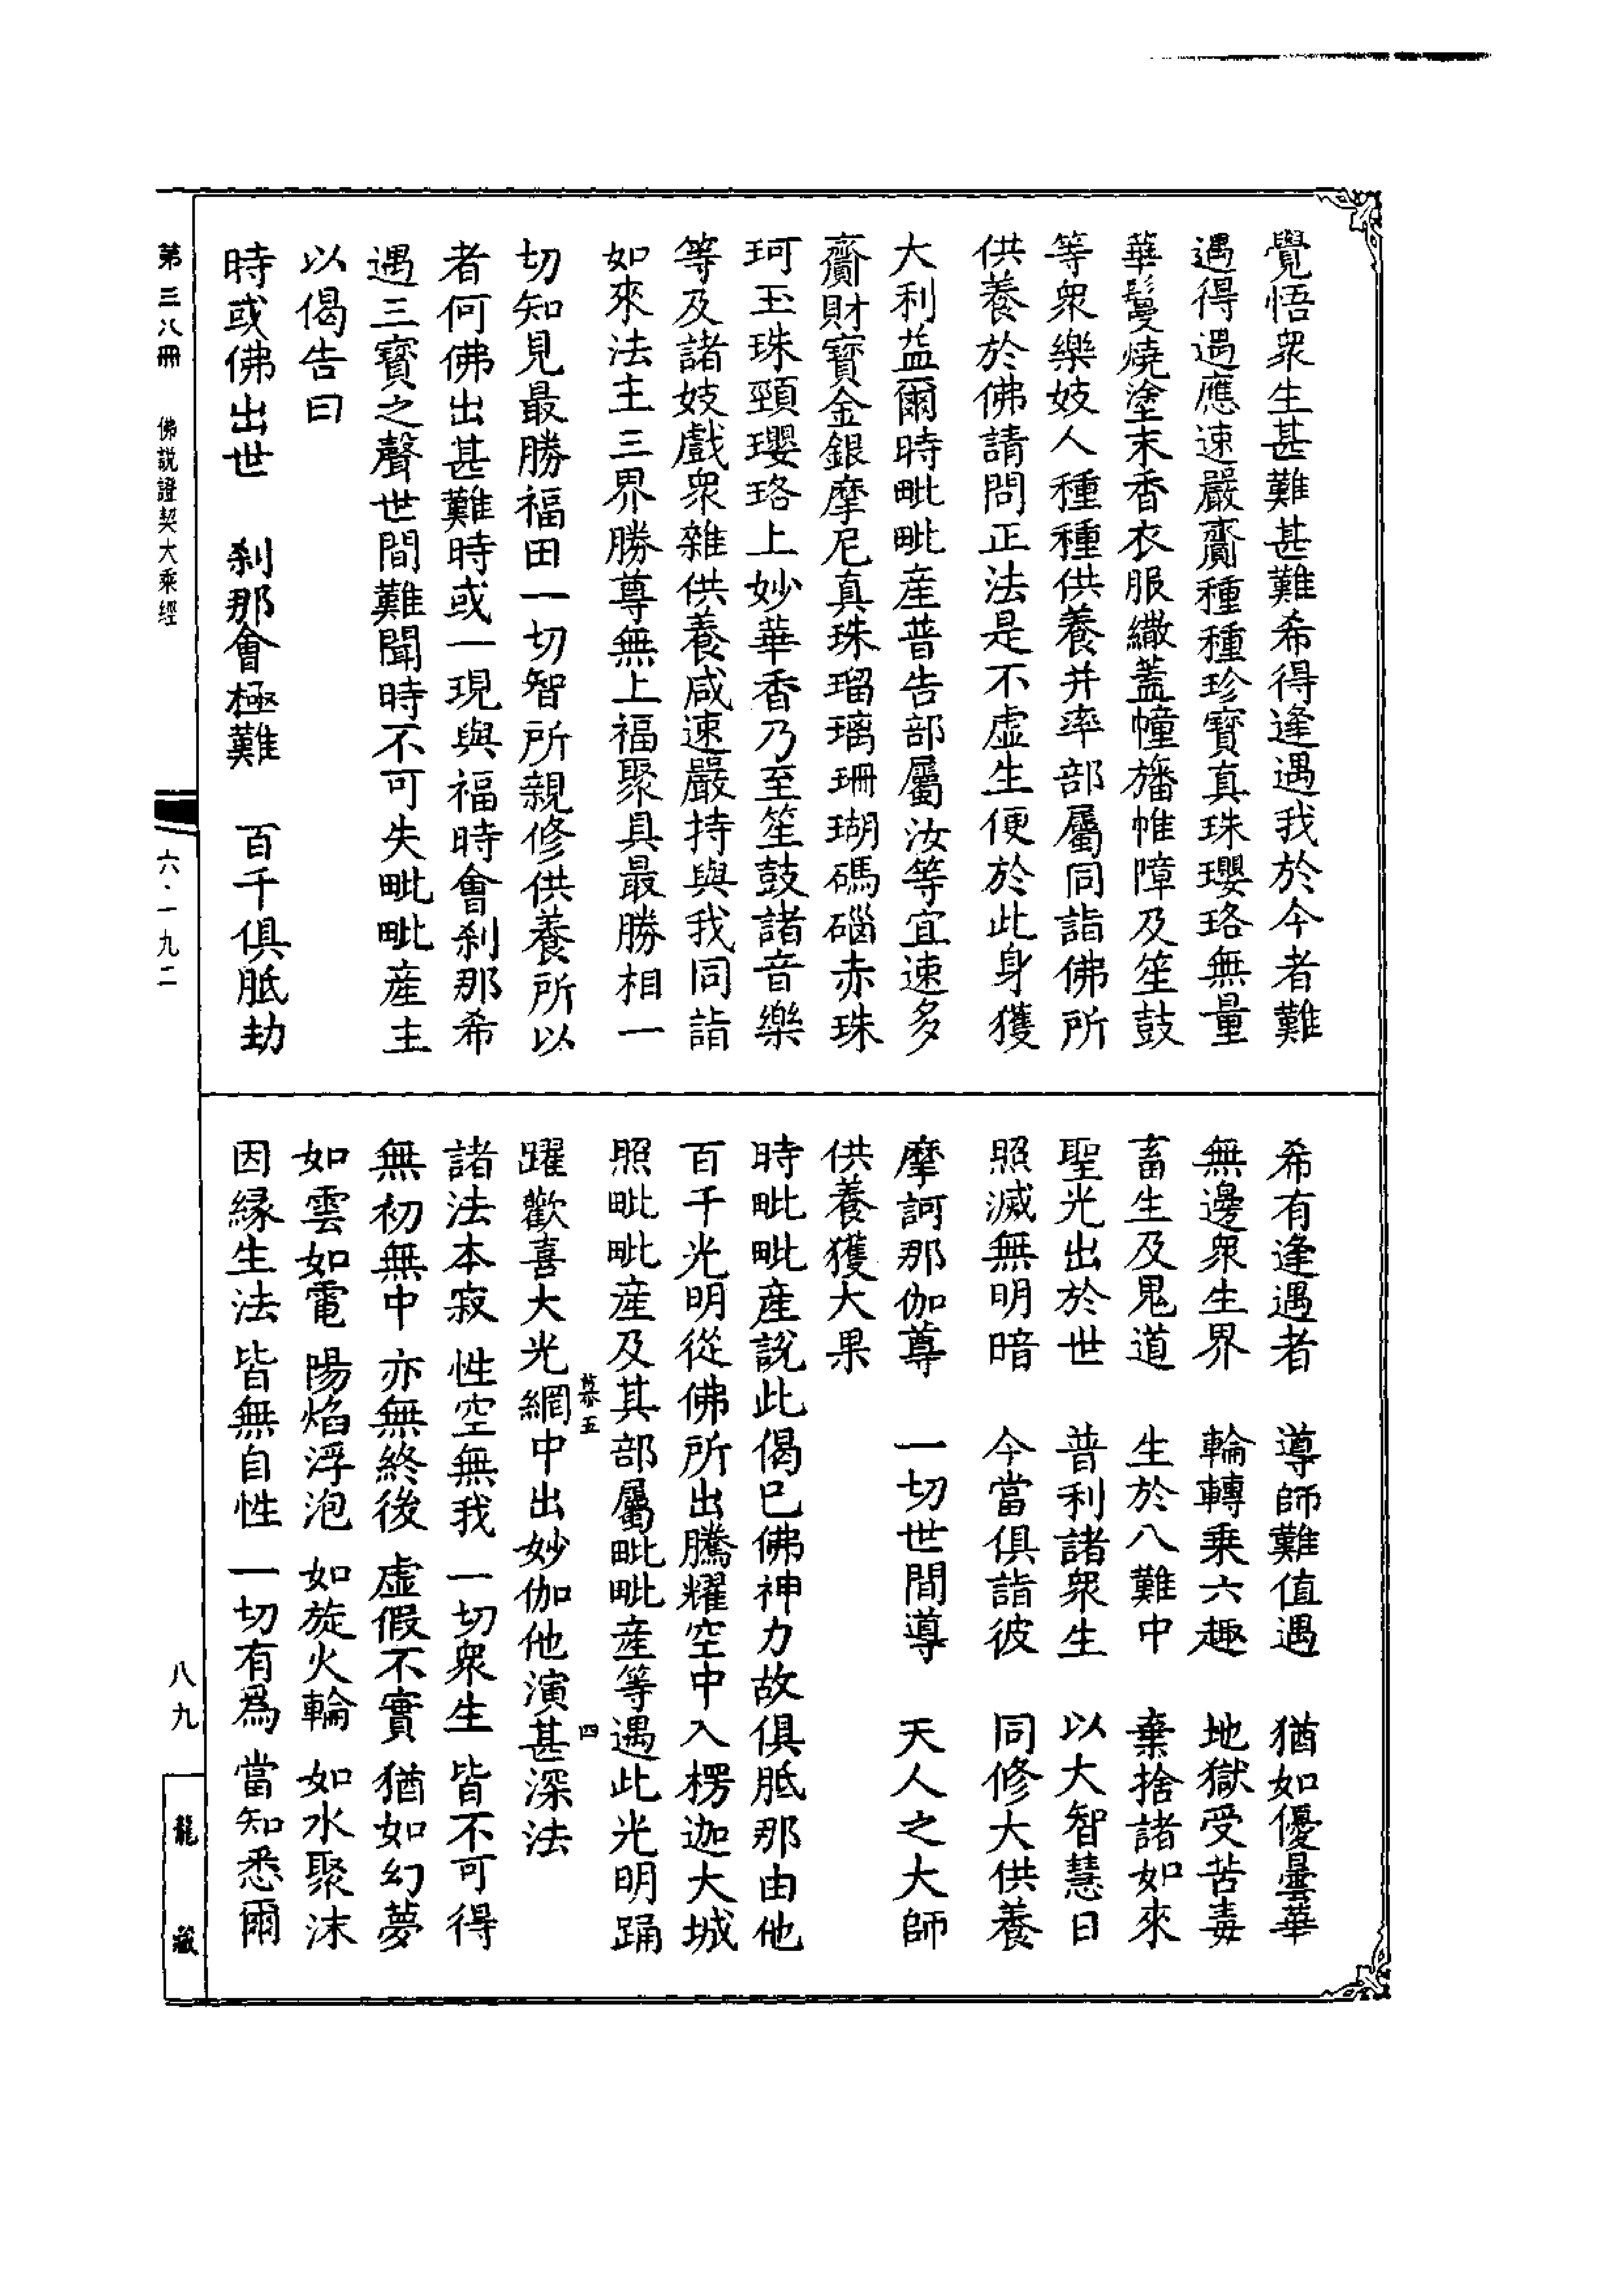 覺悟衆生甚難甚難希得逢遇我於今者難
遇得遇應速嚴齎種種珍寶真珠瓔珞無量
華鬘燒塗末香衣服繖蓋幢旛帷障及笙鼓
等衆樂妓人種種供養并率部屬同詣佛所
供養於佛請問正法是不虛生便於此身獲
大利益爾時毗毗産普告部屬汝等宜速多
齎財寶金銀摩尼真珠瑠璃珊瑚碼碯赤珠
珂玉珠頸瓔珞上妙華香乃至笙鼓諸音樂
等及諸妓戲衆雜供養咸速嚴持與我同詣
如來法主三界勝尊無上福聚具最勝相一
切知見最勝福田一切智所親修供養所以
者何佛出甚難時或一現與福時會刹那希
遇三寶之聲世間難聞時不可失毗毗産主
以偈告曰
時或佛出世　刹那會極難　百千俱胝劫
希有逢遇者　導師難值遇　猶如優曇華
無邊衆生界　輪轉乘六趣　地獄受苦毒
畜生及鬼道　生於八難中　棄捨諸如來
聖光出於世　普利諸衆生　以大智慧日
照滅無明暗　今當俱詣彼　同修大供養
摩訶那伽尊　一切世間導　天人之大師
供養獲大果
時毗毗産說此偈已佛神力故俱胝那由他
百千光明從佛所出騰耀空中入楞迦大城
照毗毗産及其部屬毗毗産等遇此光明踊
慕五　四
躍歡喜大光網中出妙伽他演甚深法
諸法本寂　性空無我　一切衆生　皆不可得
無初無中　亦無終後　虛假不實　猶如幻夢
如雲如電　陽焰浮泡　如旋火輪　如水聚沫
因緣生法　皆無自性　一切有爲　當知悉爾
第三八冊　佛説證契大乘經
六·一九二
八九
龍藏